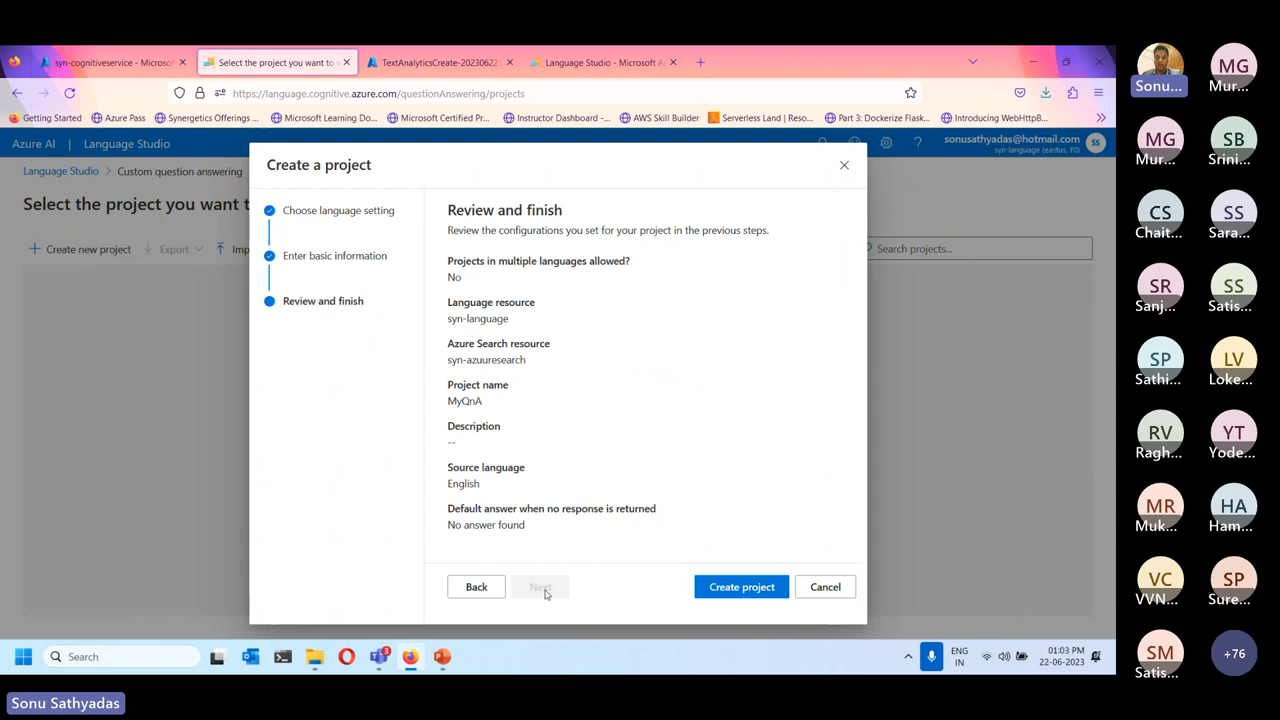 syn-cognitiveservice - Microsof
Select the project you want to
TextAnalyticsCreate-2023062
Language Studio - Microsoft A
https://language.cognitive.azure.com/questionAnswering/projects
Getting Started
Azure Pass
Synergetics Offerings ...
Microsoft Learning Do...
Microsoft Certified Pr...
Instructor Dashboard -...
AWS Skill Builder
Serverless Land | Reso...
Part 3: Dockerize Flask...
Introducing WebHttpB...
Azure AI | Language Studio
sonusathyadas@hotmail.com
syn-language (eastus, F0)
SS
Language Studio
Custom question answering
Select the project you want t
Create new project
Export
Imp
Search projects...
Create a project
Choose language setting
Enter basic information
Review and finish
Review and finish
Review the configurations you set for your project in the previous steps.
Projects in multiple languages allowed?
No
Language resource
syn-language
Azure Search resource
syn-azuuresearch
Project name
MyQnA
Description
--
Source language
English
Default answer when no response is returned
No answer found
Back
Next
Create project
Cancel
Search
3
ENG
IN
01:03 PM
22-06-2023
Sonu Sathyadas
Sonu...
MG
Mur...
MG
Mur...
SB
Srini...
CS
Chait...
SS
Sara...
SR
Sanj...
SS
Satis...
SP
Sathi...
LV
Loke...
RV
Ragh...
YT
Yode...
MR
Muk...
HA
Ham...
VC
VVN...
SP
Sure...
SM
Satis...
+76